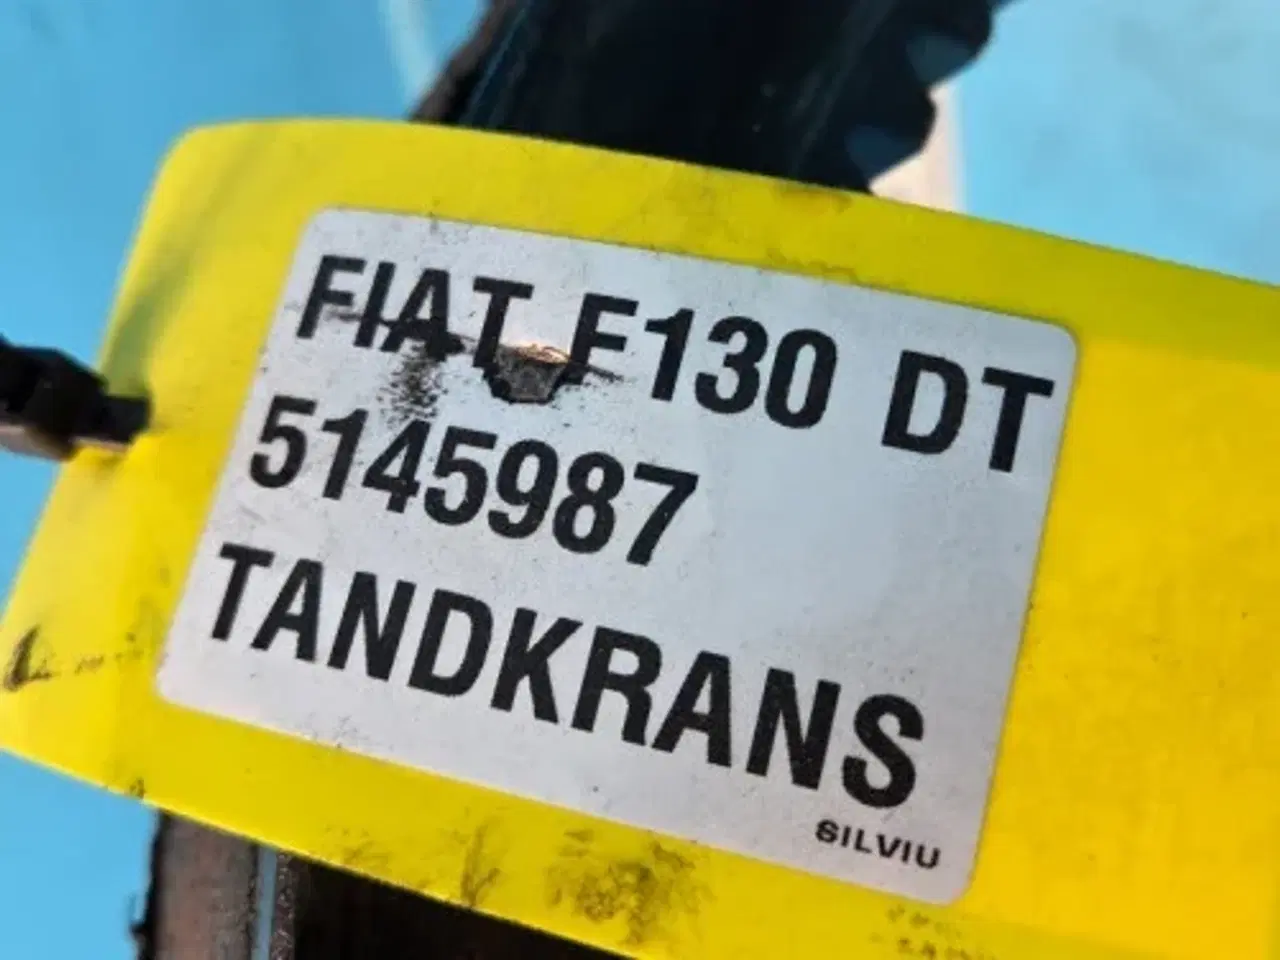 FIAT F130 DT
5145987
TANDKRANS
SILVIU